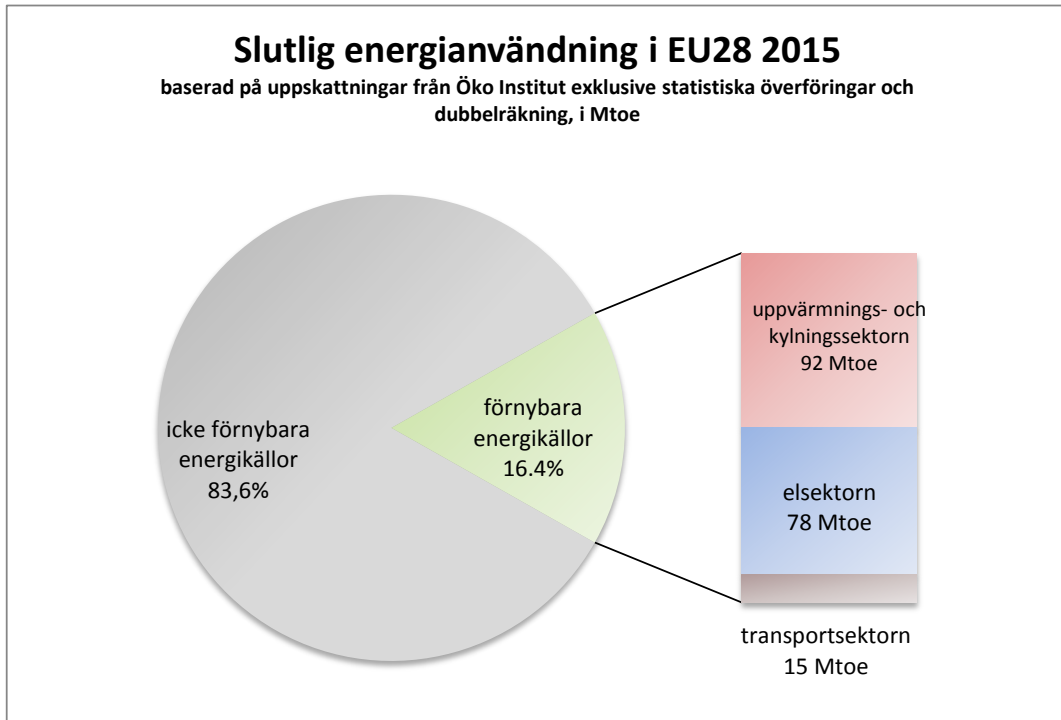 Slutlig energianvändning i EU28 2015
baserad på uppskattningar från Öko Institut exklusive statistiska överföringar och
dubbelräkning, i Mtoe
icke förnybara
energikällor
83,6%
förnybara
energikällor
16.4%
uppvärmnings- och
kylningssektorn
92 Mtoe
elsektorn
78 Mtoe
transportsektorn
15 Mtoe